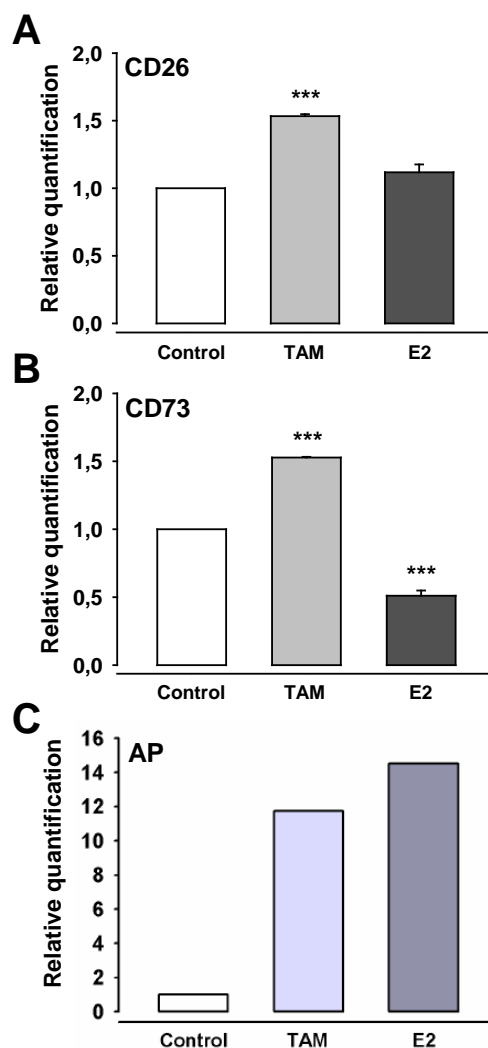 A
CD26
Relative quantification
2,0
1,5
1,0
0,5
0,0
***
Control TAM E2
B
CD73
Relative quantification
2,0
1,5
1,0
0,5
0,0
***
***
Control TAM E2
C
AP
Relative quantification
16
14
12
10
8
6
4
2
0
Control TAM E2